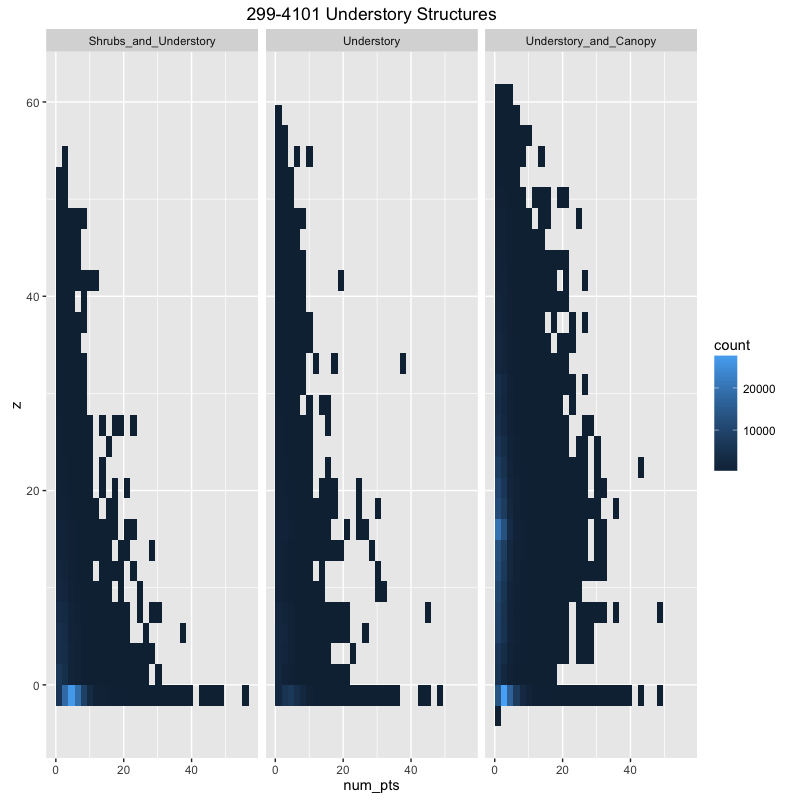 299-4101 Understory Structures
Shrubs_and_Understory
Understory
Understory_and_Canopy
60
40
20
0
z
0 20 40
0 20 40
0 20 40
num_pts
count
20000
10000